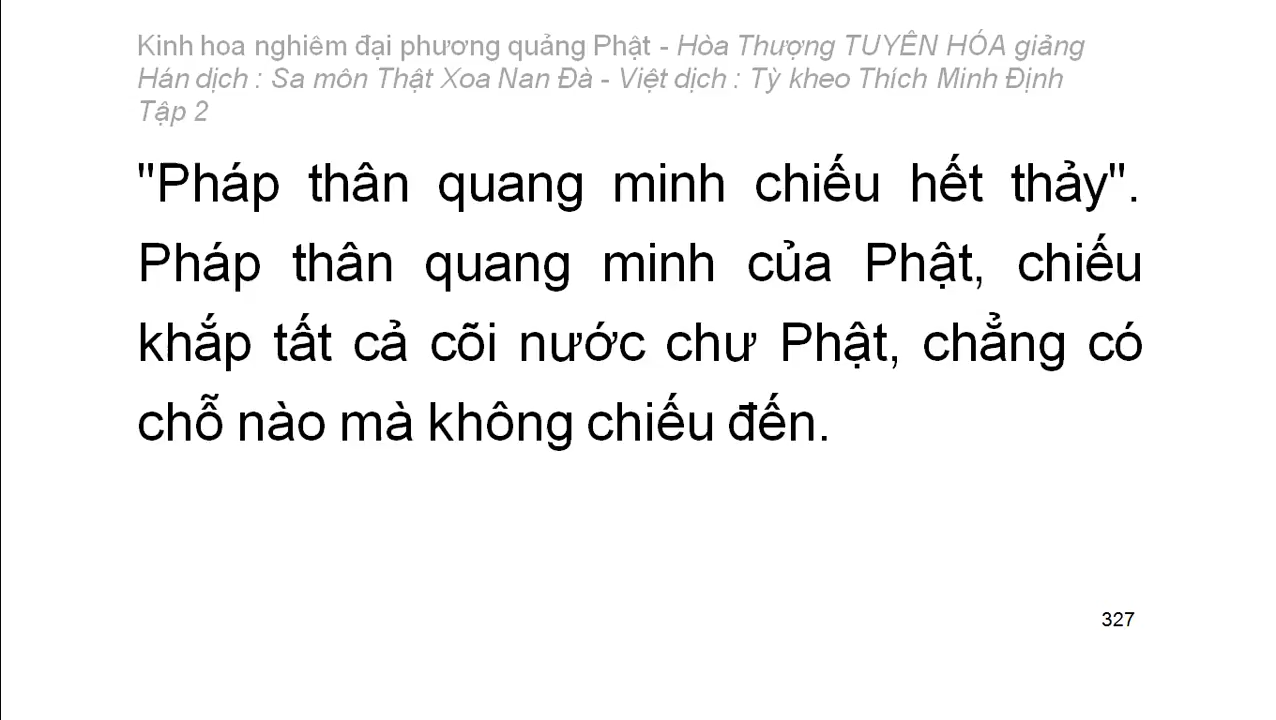 Kinh hoa nghiêm đại phương quảng Phật - Hòa Thượng TUYÊN HÓA giảng
Hán dịch : Sa môn Thật Xoa Nan Đà - Việt dịch : Tỳ kheo Thích Minh Định
Tập 2
"Pháp thân quang minh chiếu hết thảy".
Pháp thân quang minh của Phật, chiếu
khắp tất cả cõi nước chư Phật, chẳng có
chỗ nào mà không chiếu đến.
327